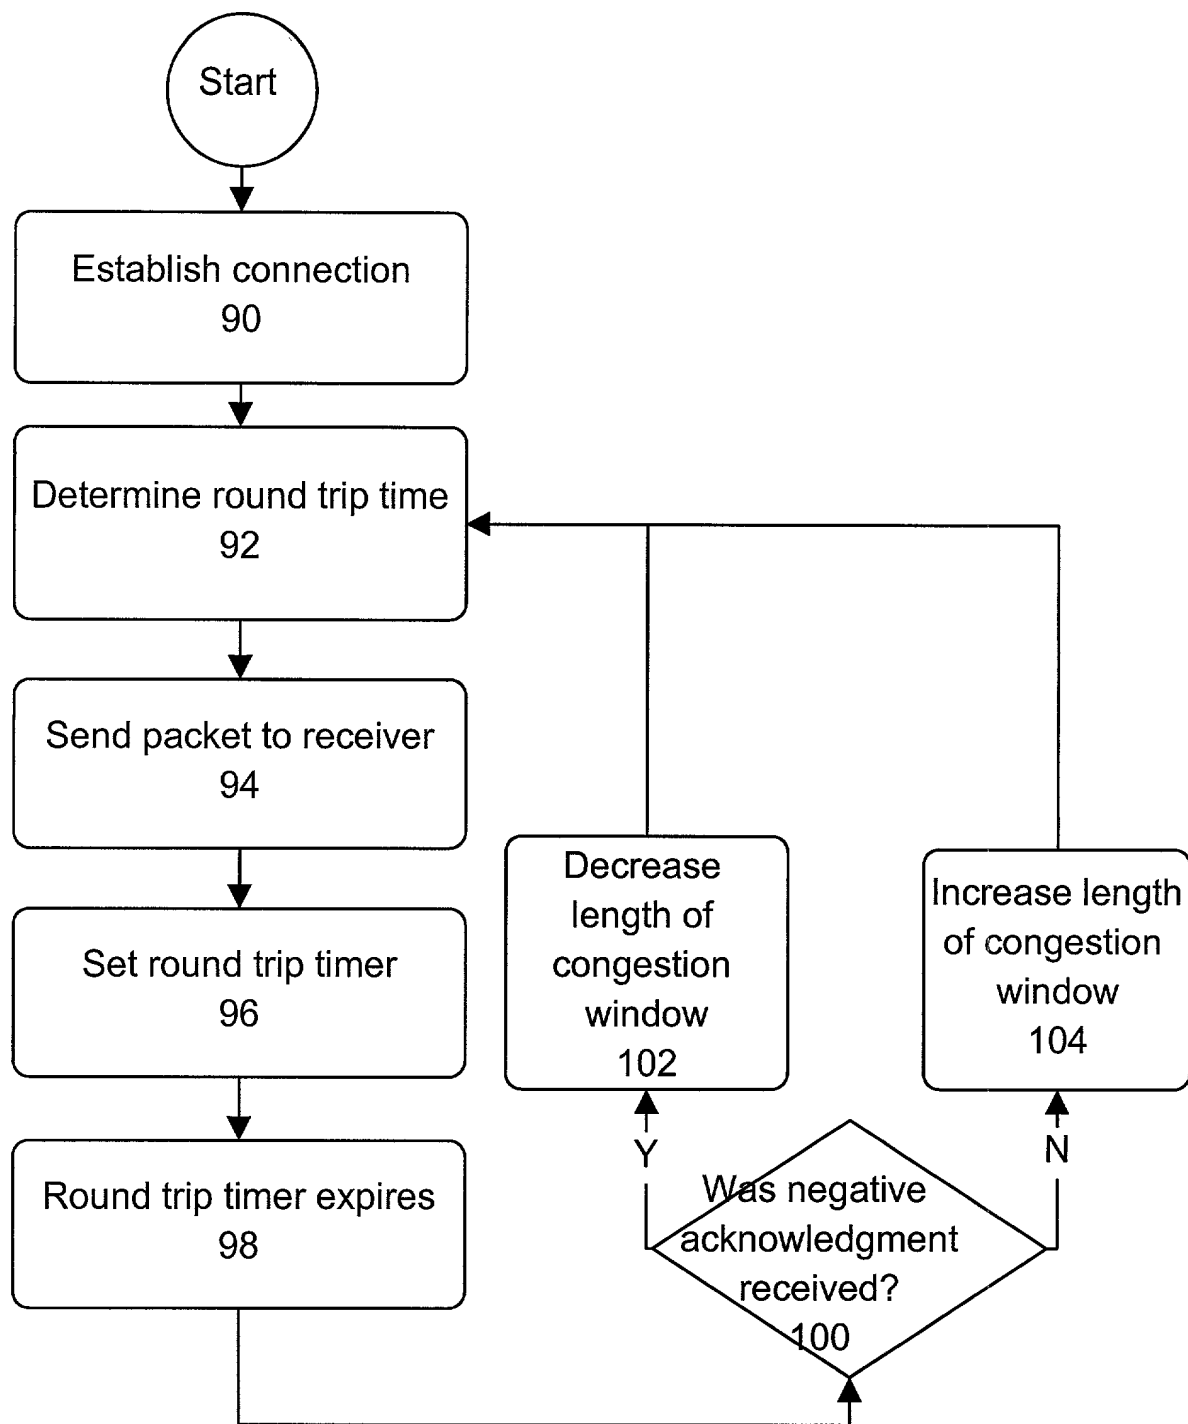 Start
Establish connection
90
Determine round trip time
92
Send packet to receiver
94
Set round trip timer
96
Round trip timer expires
98
Decrease
length of
congestion
window
102
Increase length
of congestion
window
104
Y
N
Was negative
acknowledgment
received?
100